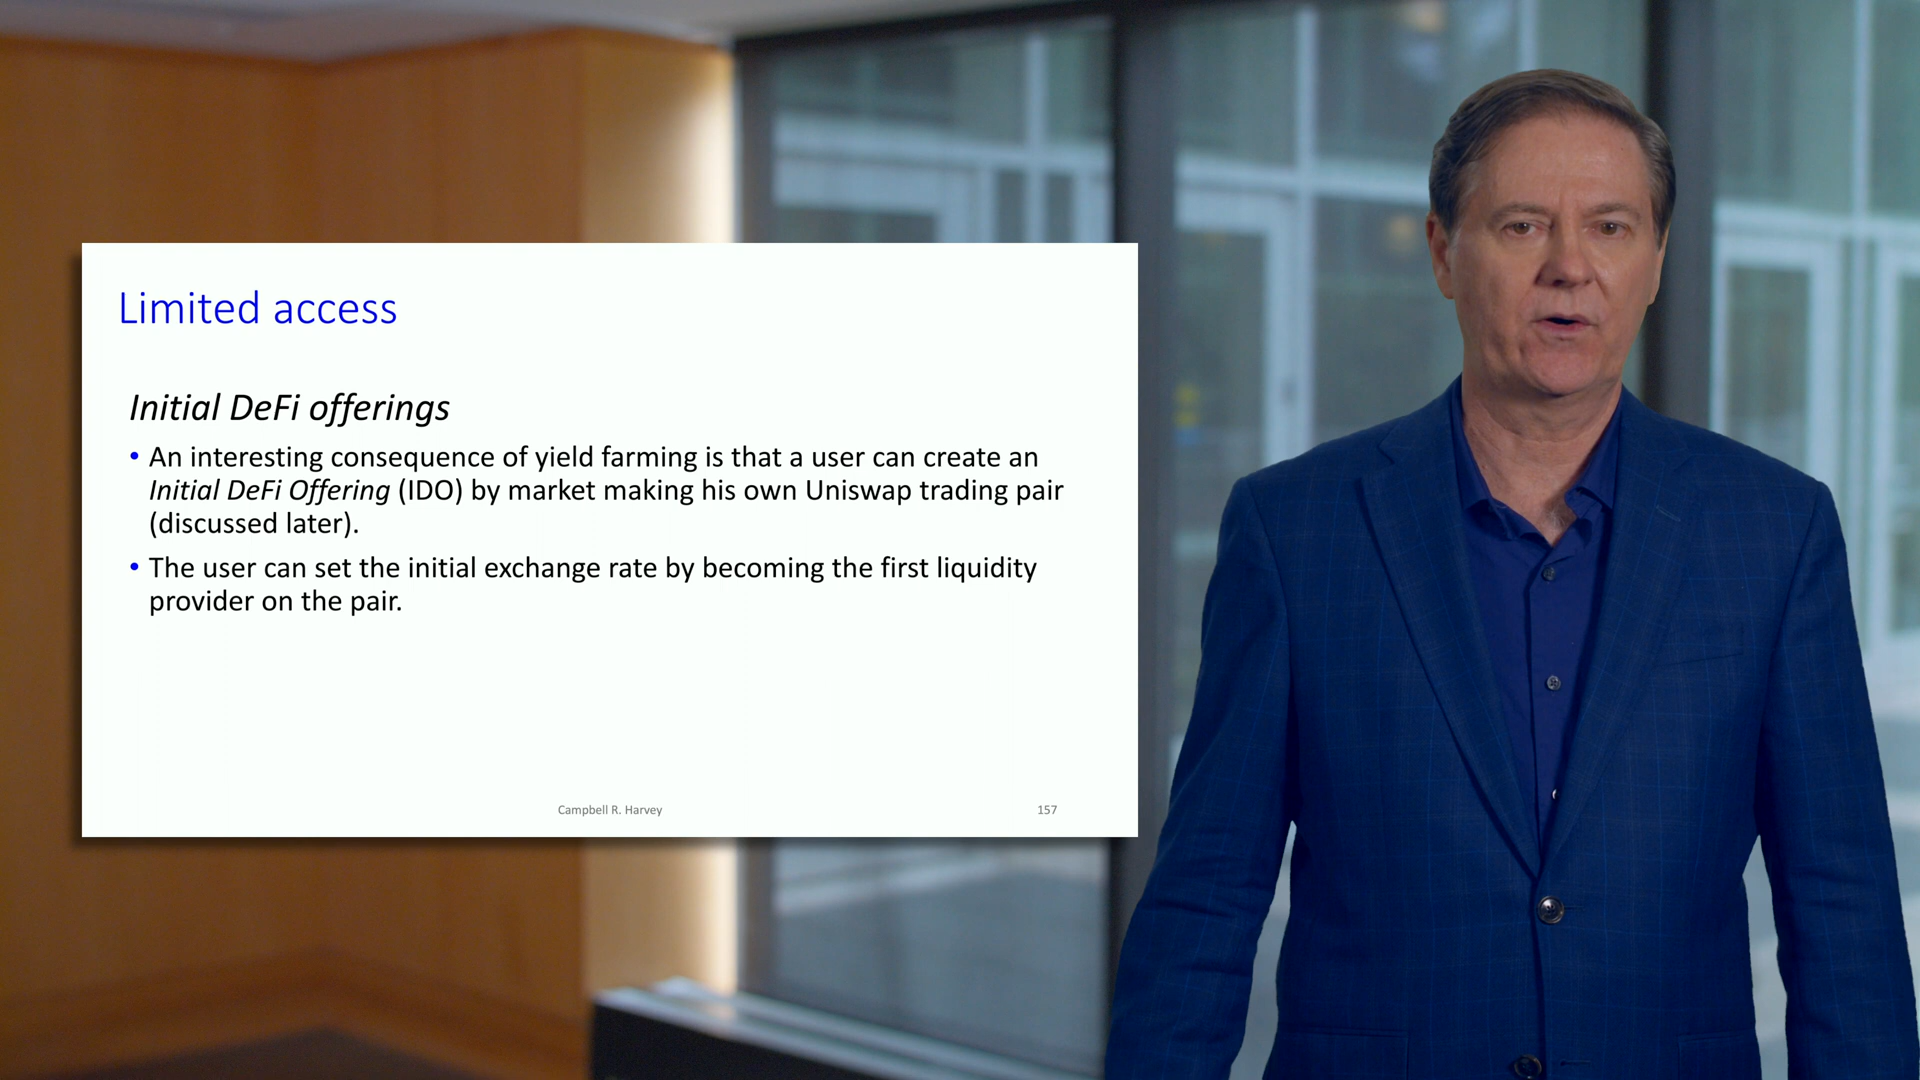 Limited access
Initial DeFi offerings
• An interesting consequence of yield farming is that a user can create an
Initial DeFi Offering (IDO) by market making his own Uniswap trading pair
(discussed later).
• The user can set the initial exchange rate by becoming the first liquidity
provider on the pair.
Campbell R. Harvey
157